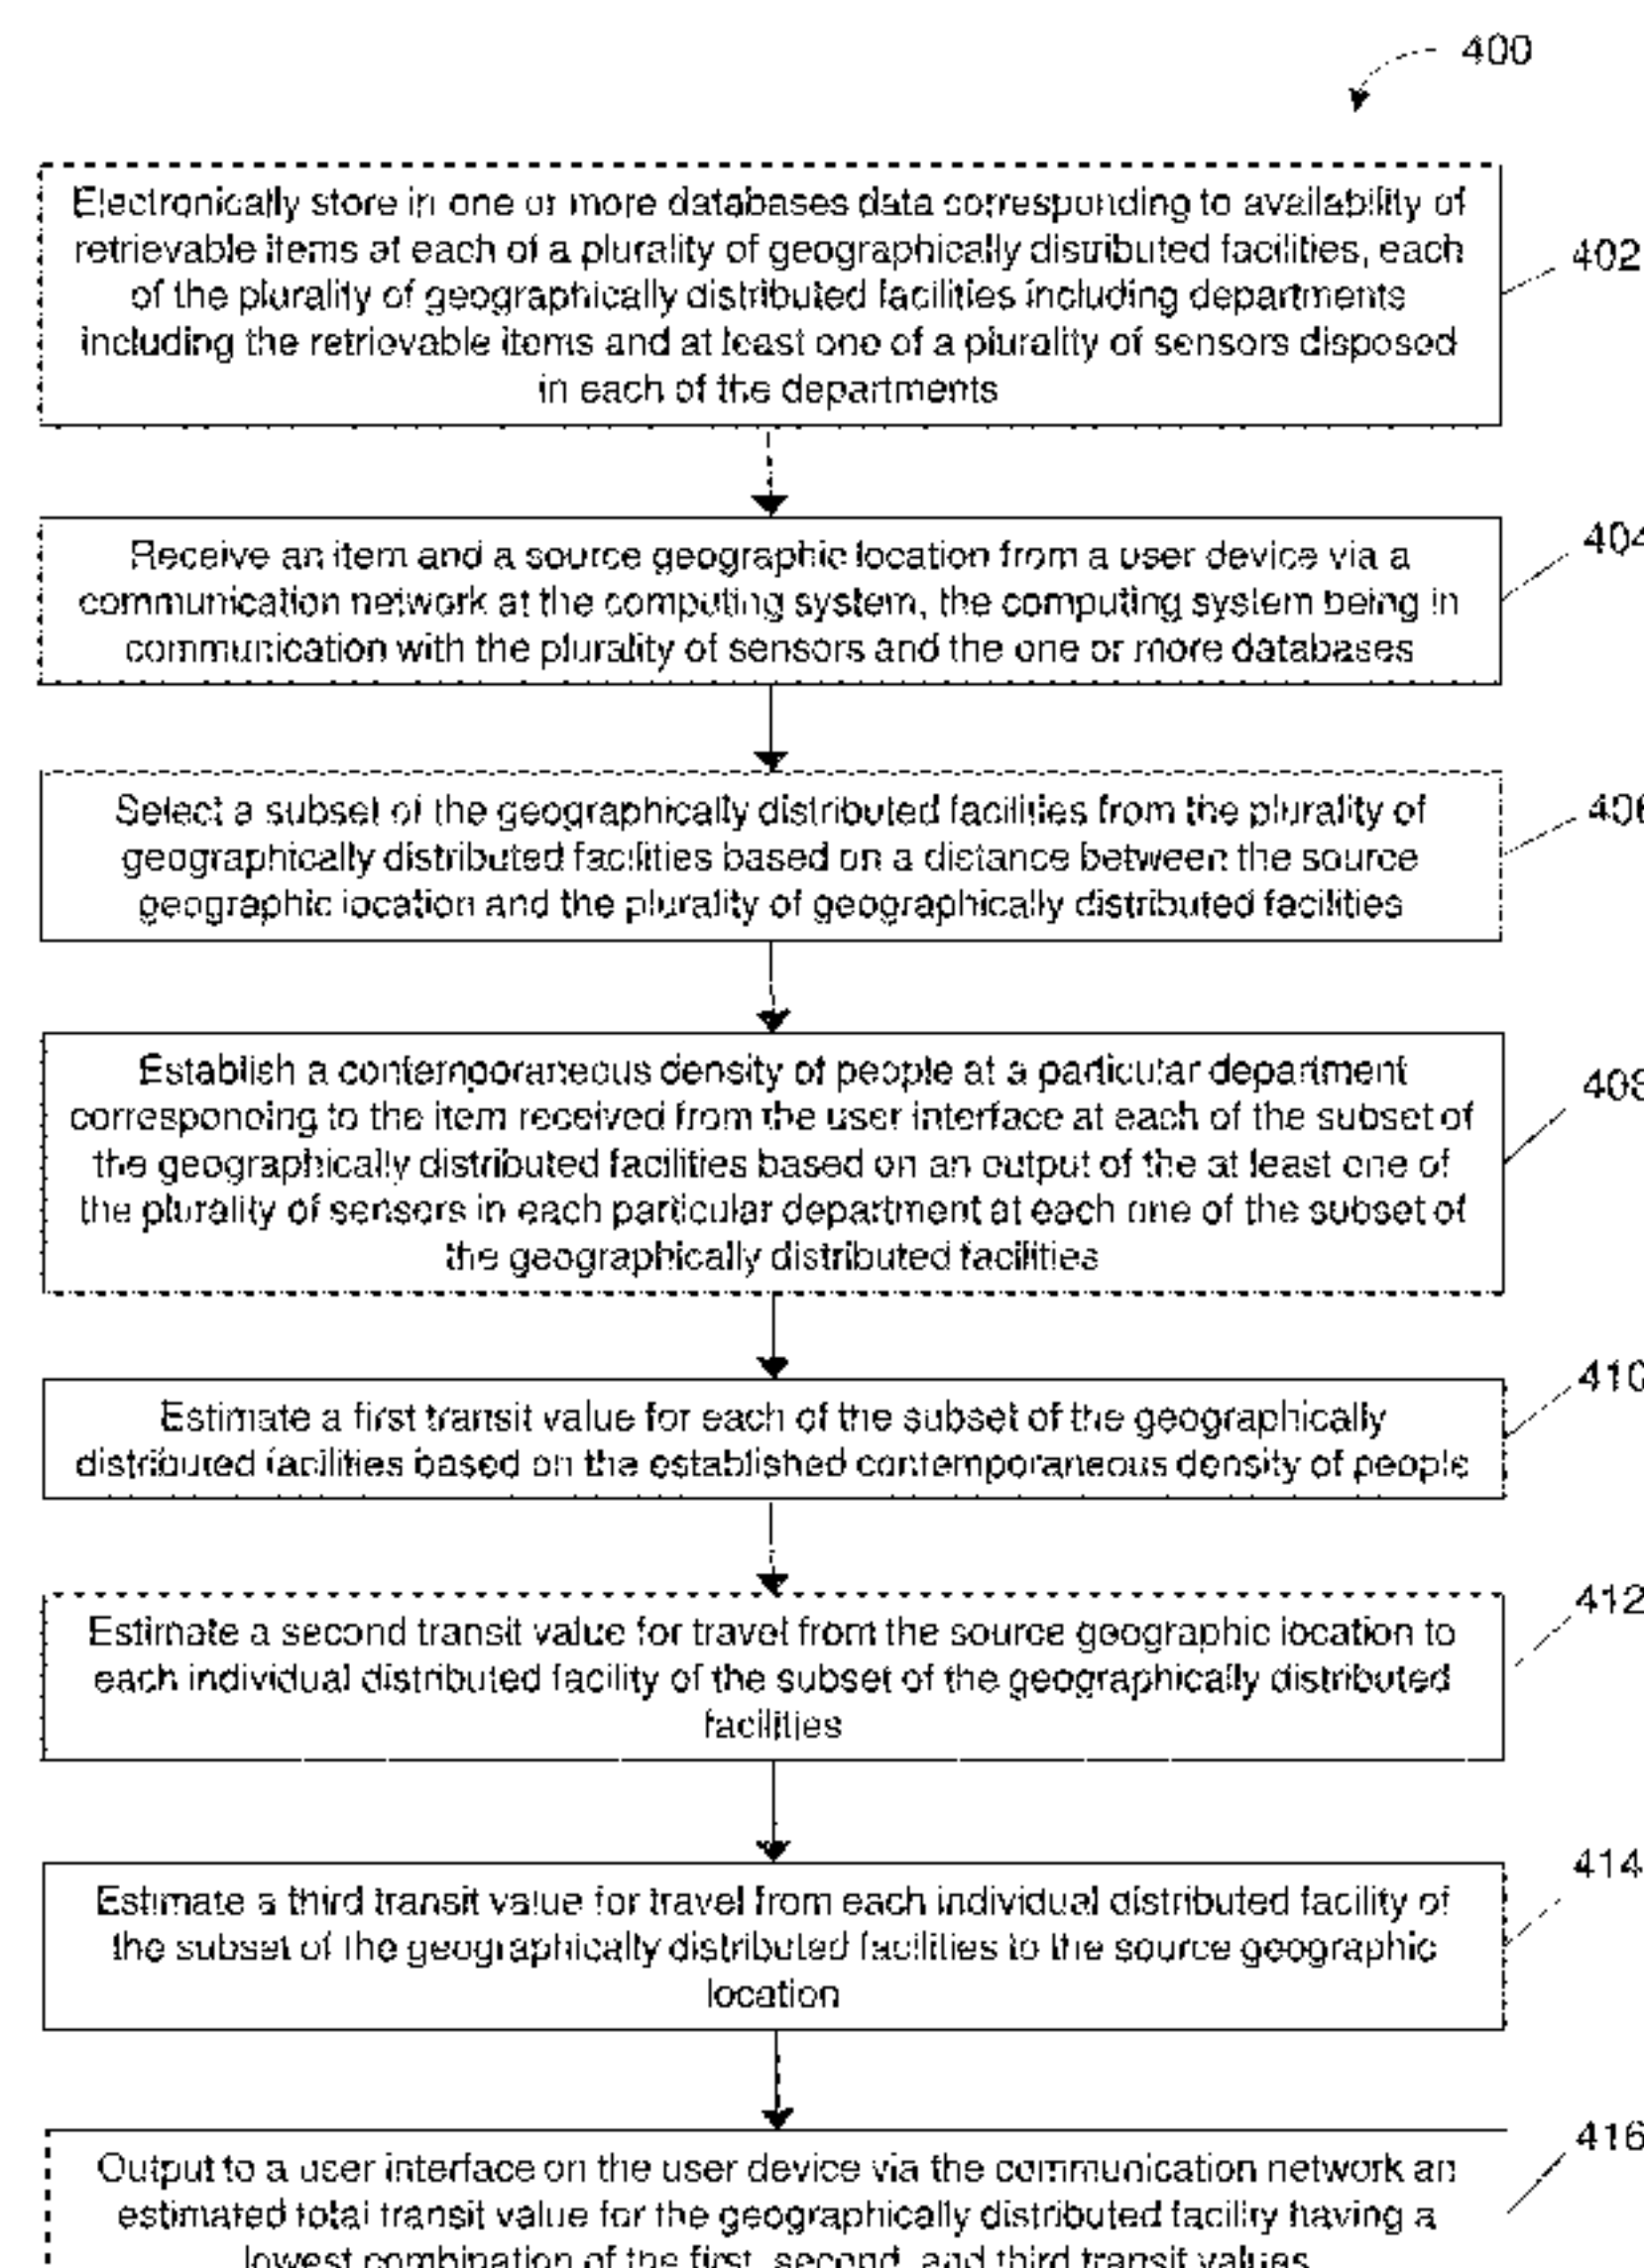 400
Electronically store in one or more databases data corresponding to availability of
retrievable items at each of a plurality of geographically distributed facilities, each
of the plurality of geographically distributed facilities including departments
including the retrievable items and at least one of a plurality of sensors disposed
in each of the departments
402
Receive an item and a source geographic location from a user device via a
communication network at the computing system, the computing system being in
communication with the plurality of sensors and the one or more databases
404
Select a subset of the geographically distributed facilities from the plurality of
geographically distributed facilities based on a distance between the source
geographic location and the plurality of geographically distributed facilities
406
Establish a contemporaneous density of people at a particular department
corresponding to the item received from the user interface at each of the subset of
the geographically distributed facilities based on an output of the at least one of
the plurality of sensors in each particular department at each one of the subset of
the geographically distributed facilities
408
Estimate a first transit value for each of the subset of the geographically
distributed facilities based on the established contemporaneous density of people
410
Estimate a second transit value for travel from the source geographic location to
each individual distributed facility of the subset of the geographically distributed
facilities
412
Estimate a third transit value for travel from each individual distributed facility of
the subset of the geographically distributed facilities to the source geographic
location
414
Output to a user interface on the user device via the communication network an
estimated total transit value for the geographically distributed facility having a
lowest combination of the first, second, and third transit values
416